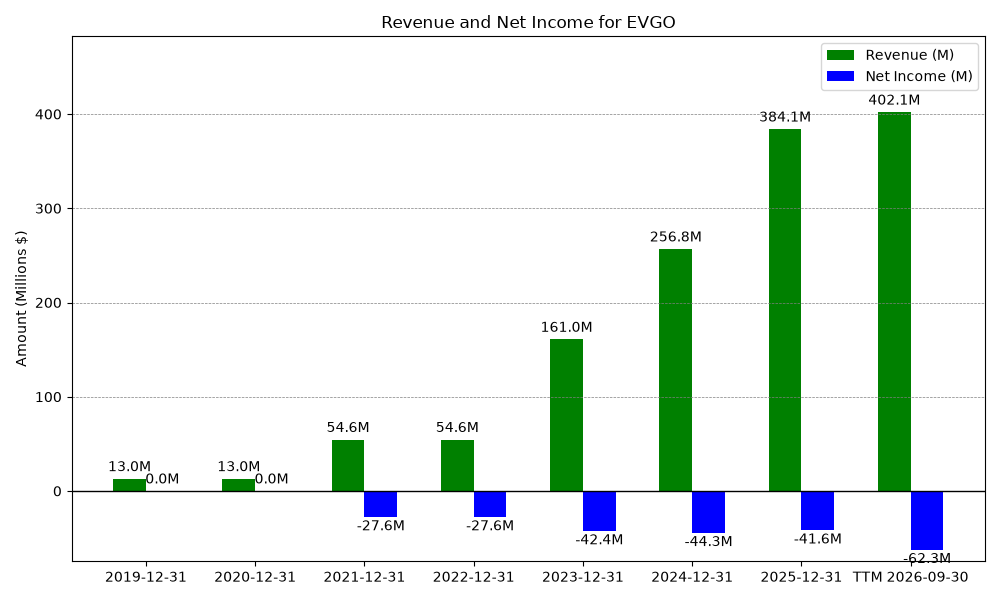 Revenue and Net Income for EVGO
Revenue (M)
Net Income (M)
Amount (Millions $)
400
300
200
100
0
13.0M
0.0M
13.0M
0.0M
54.6M
-27.6M
54.6M
-27.6M
161.0M
-42.4M
256.8M
-44.3M
384.1M
-41.6M
402.1M
-62.3M
2019-12-31
2020-12-31
2021-12-31
2022-12-31
2023-12-31
2024-12-31
2025-12-31
TTM 2026-09-30